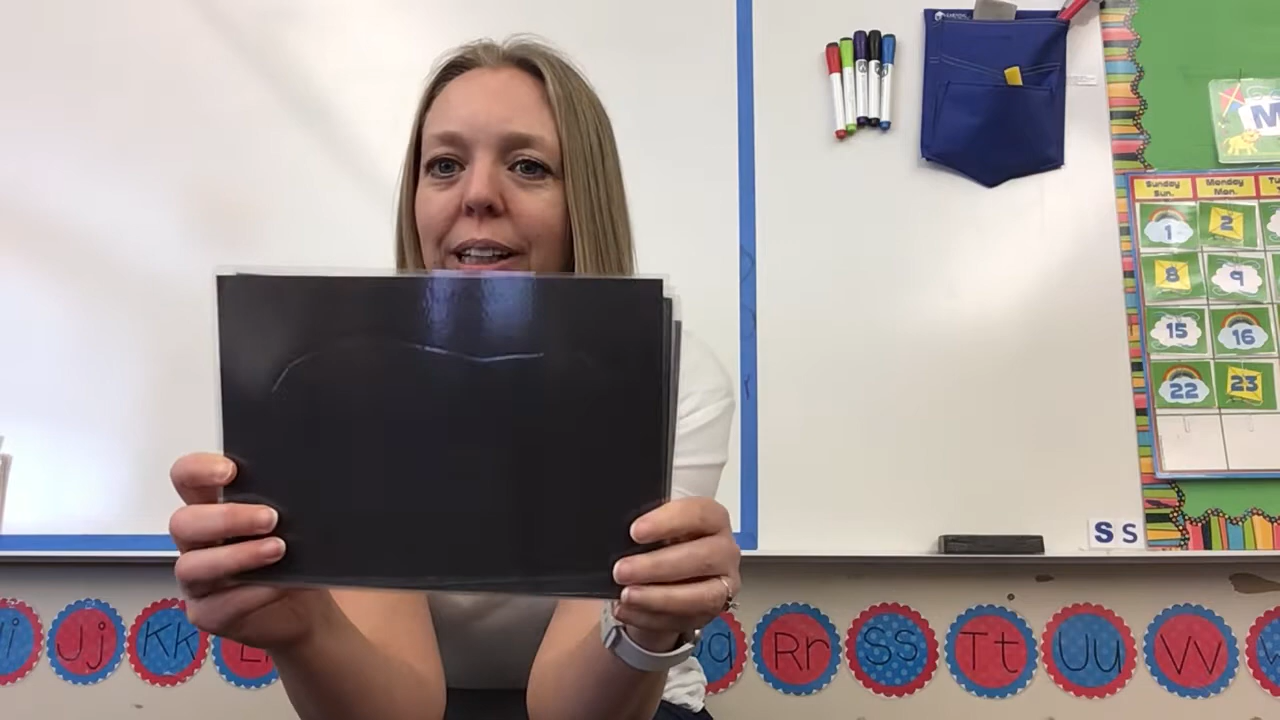 M
Sunday Monday
Sun. Mon.
1 2
8 9
15 16
22 23
S s
Jj Kk
Rr Ss Tt Uu Vv